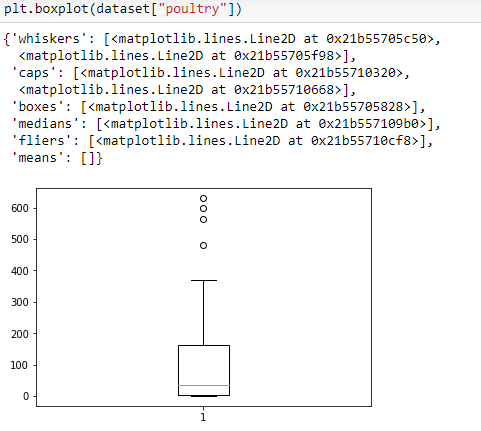 plt.boxplot(dataset["poultry"])
{'whiskers': [<matplotlib.lines.Line2D at 0x21b55705c50>,
<matplotlib.lines.Line2D at 0x21b55705f98>],
'caps': [<matplotlib.lines.Line2D at 0x21b55710320>,
<matplotlib.lines.Line2D at 0x21b55710668>],
'boxes': [<matplotlib.lines.Line2D at 0x21b55705828>],
'medians': [<matplotlib.lines.Line2D at 0x21b557109b0>],
'fliers': [<matplotlib.lines.Line2D at 0x21b55710cf8>],
'means': []}
600
500
400
300
200
100
0
1